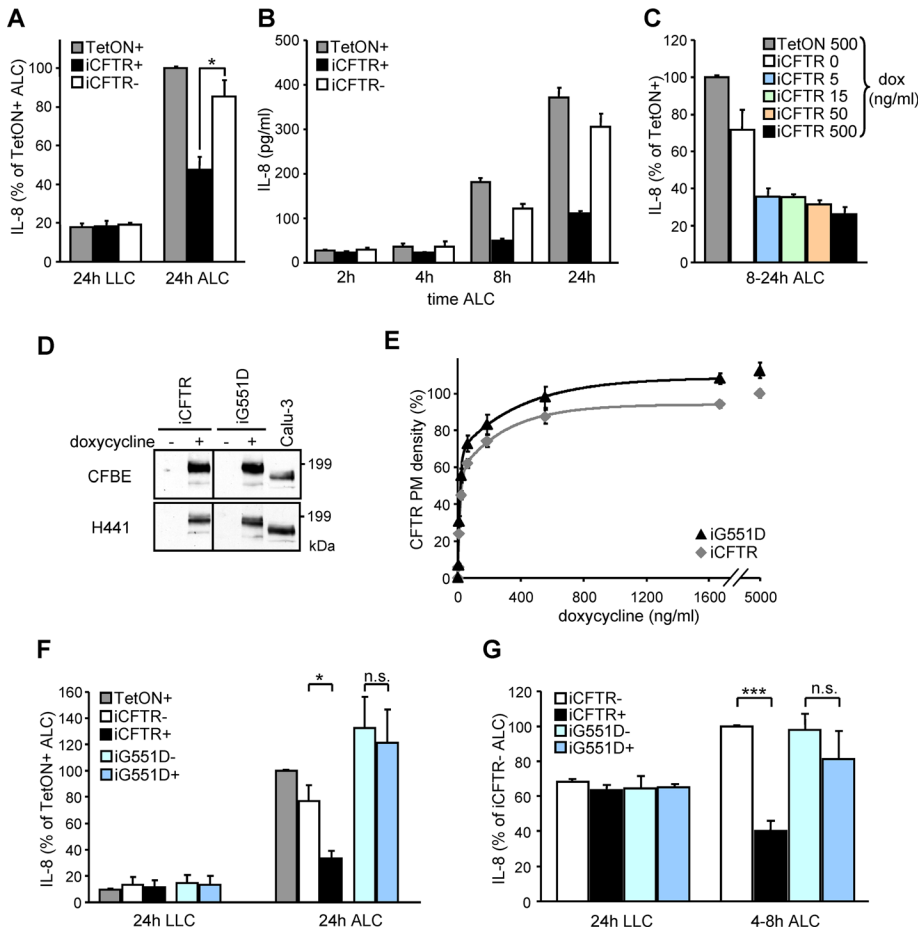 A
IL-8 (% of TetON+ ALC)
TetON+
iCFTR+
iCFTR-
120
100
80
60
40
20
0
*
24h LLC
24h ALC
B
IL-8 (pg/ml)
TetON+
iCFTR+
iCFTR-
500
400
300
200
100
0
2h
4h
8h
24h
time ALC
C
IL-8 (% of TetON+)
TetON 500
iCFTR 0
iCFTR 5
iCFTR 15
iCFTR 50
iCFTR 500
dox
(ng/ml)
120
100
80
60
40
20
0
8-24h ALC
D
iCFTR
iG551D
Calu-3
doxycycline - + - +
CFBE
199
H441
199
kDa
E
CFTR PM density (%)
100
80
60
40
20
0
iG551D
iCFTR
0
400
800
1200
1600
5000
doxycycline (ng/ml)
F
IL-8 (% of TetON+ ALC)
TetON+
iCFTR-
iCFTR+
iG551D-
iG551D+
160
140
120
100
80
60
40
20
0
*
n.s.
24h LLC
24h ALC
G
IL-8 (% of iCFTR- ALC)
iCFTR-
iCFTR+
iG551D-
iG551D+
120
100
80
60
40
20
0
***
n.s.
24h LLC
4-8h ALC